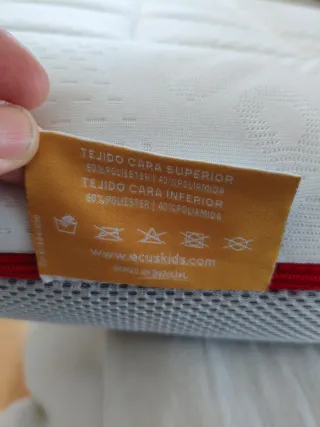 TEJIDO CARA SUPERIOR
60%POLIESTER | 40%POLIAMIDA
TEJIDO CARA INFERIOR
60%POLIESTER | 40%POLIAMIDA
www.ecuskids.com